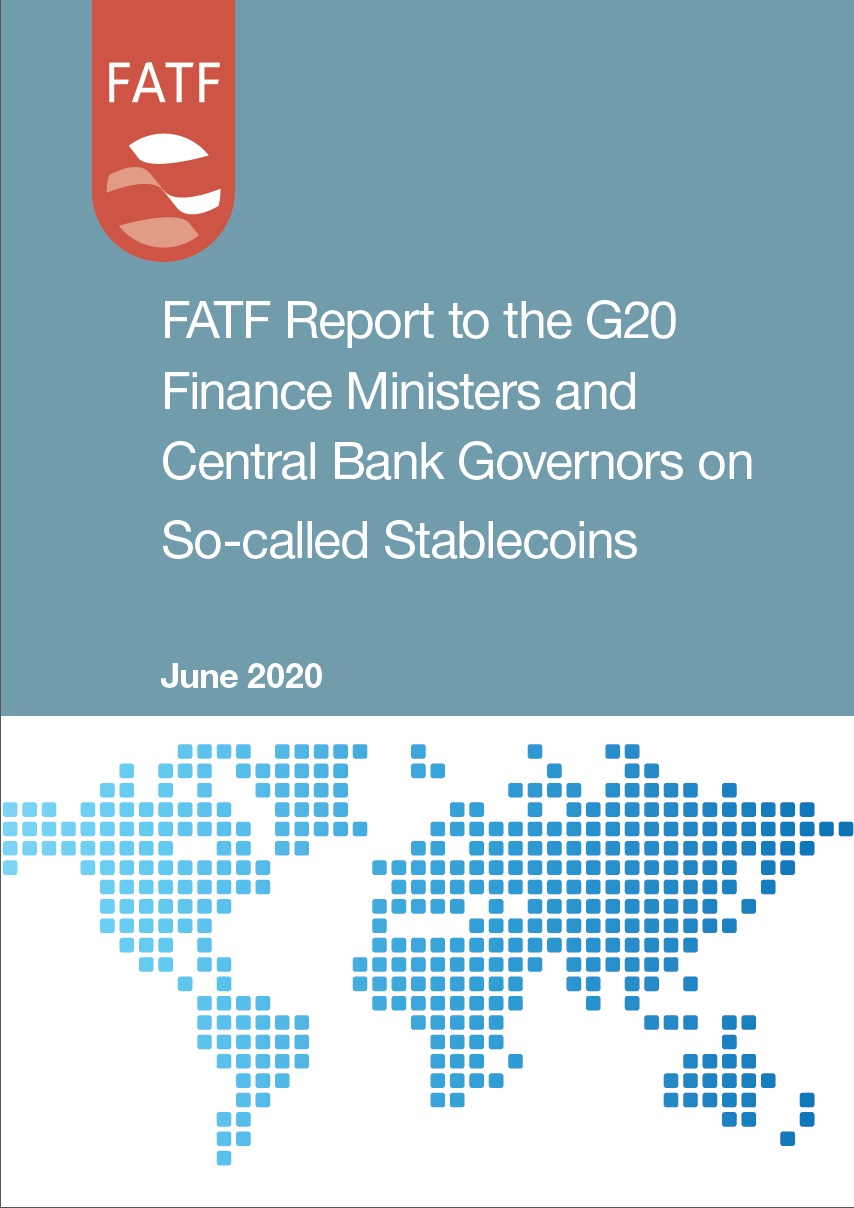 FATF
FATF Report to the G20
Finance Ministers and
Central Bank Governors on
So-called Stablecoins
June 2020